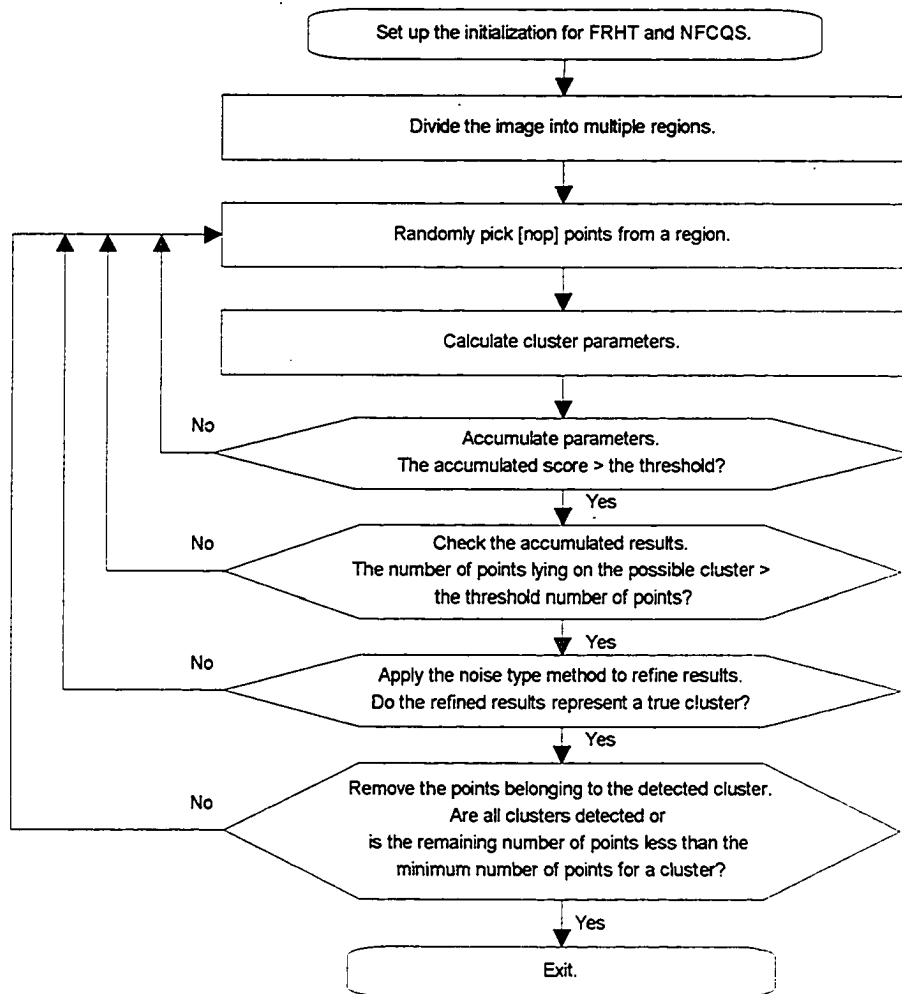 Set up the initialization for FRHT and NFCQS.
Divide the image into multiple regions.
Randomly pick [nop] points from a region.
Calculate cluster parameters.
No
Accumulate parameters.
The accumulated score > the threshold?
Yes
No
Check the accumulated results.
The number of points lying on the possible cluster >
the threshold number of points?
Yes
No
Apply the noise type method to refine results.
Do the refined results represent a true cluster?
Yes
No
Remove the points belonging to the detected cluster.
Are all clusters detected or
is the remaining number of points less than the
minimum number of points for a cluster?
Yes
Exit.